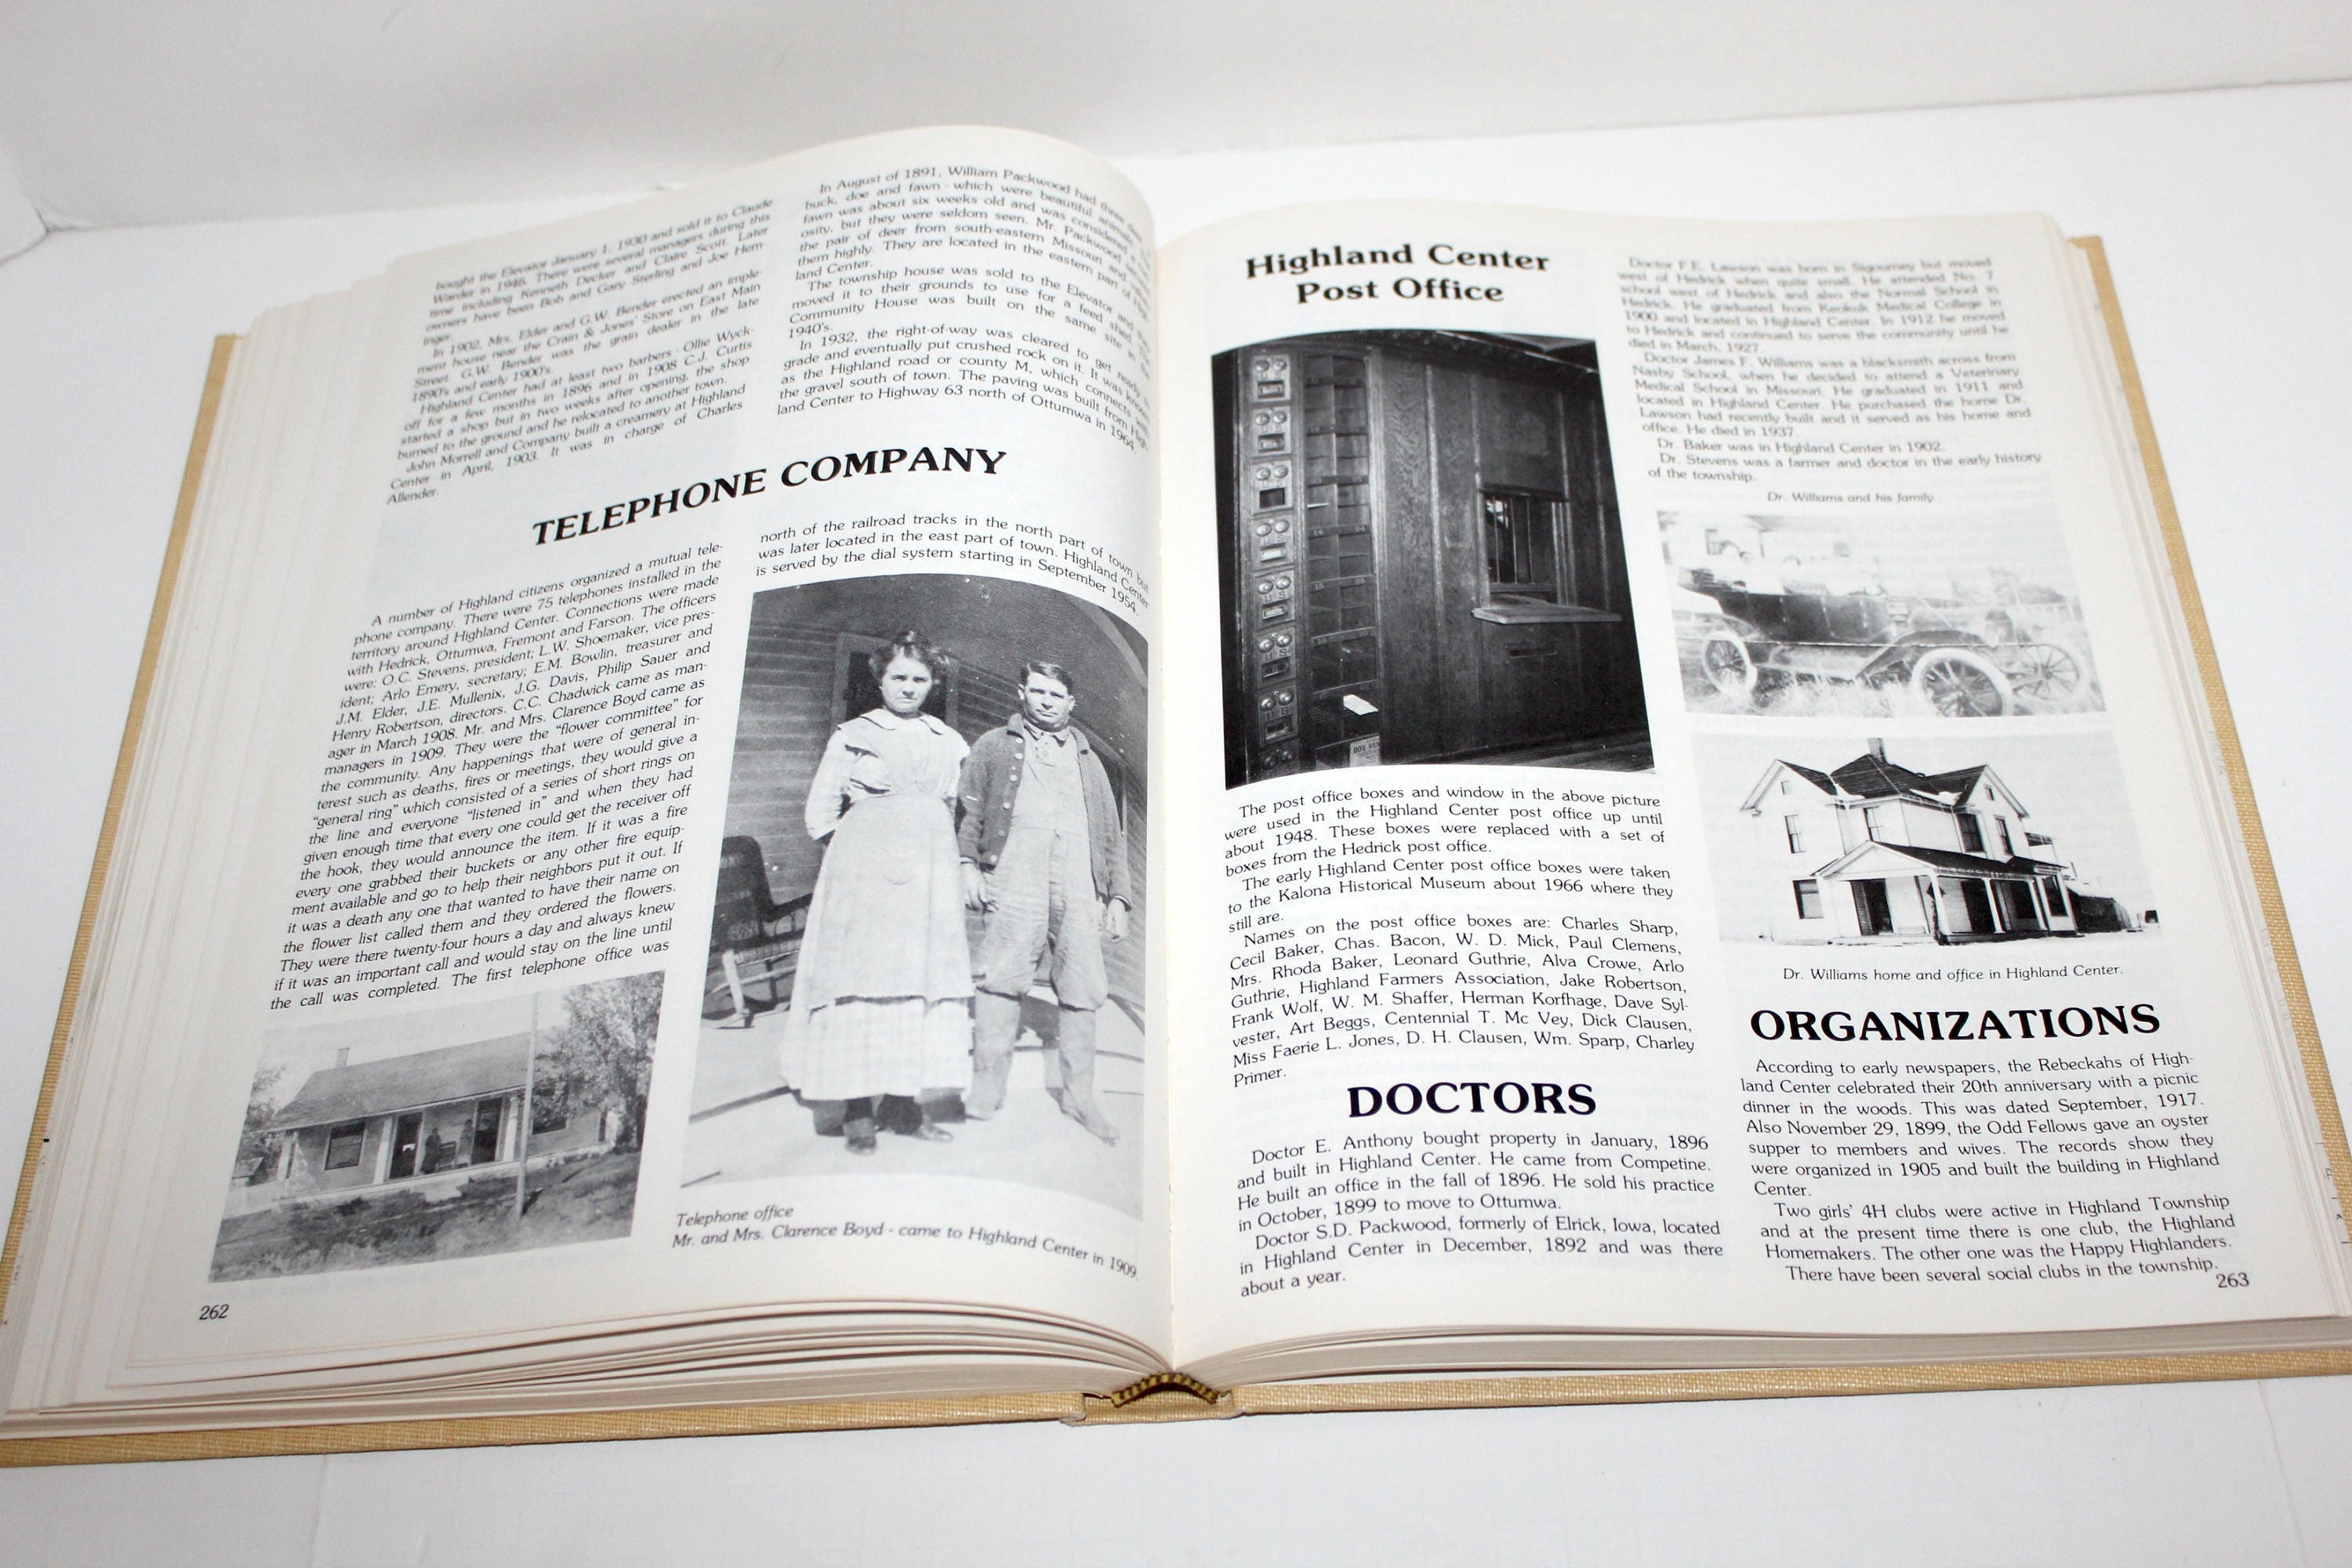 bought the Elevator January 1, 1930 and sold it to Claude
Warder in 1946. There were several managers during this
time including Kenneth Decker and Claire Scott. Later
owners have been Bob and Gary Sterling and Joe Hem-
inger.
In 1902, Mrs. Elder and G.W. Bender erected an imple-
ment house near the Crain & Jones' Store on East Main
Street. G.W. Bender was the grain dealer in the late
1890's and early 1900's.
Highland Center had at least two barbers - Ollie Wyck-
off for a few months in 1896 and in 1908 C.J. Curtis
started a shop but in two weeks after opening, the shop
burned to the ground and he relocated to another town.
John Morrell and Company built a creamery at Highland
Center in April, 1903. It was in charge of Charles
Allender.
In August of 1891, William Packwood had three
buck, doe and fawn - which were beautiful animals.
fawn was about six weeks old and was considered a
osity, but they were seldom seen. Mr. Packwood
the pair of deer from south-eastern Missouri and
them highly. They are located in the eastern part of High-
land Center.
The township house was sold to the Elevator and they
moved it to their grounds to use for a feed shed. The
Community House was built on the same site in the
1940's.
In 1932, the right-of-way was cleared to get ready to
grade and eventually put crushed rock on it. It was known
as the Highland road or county M, which connects with
the gravel south of town. The paving was built from High-
land Center to Highway 63 north of Ottumwa in 1964.
TELEPHONE COMPANY
A number of Highland citizens organized a mutual tele-
phone company. There were 75 telephones installed in the
territory around Highland Center. Connections were made
with Hedrick, Ottumwa, Fremont and Farson. The officers
were: O.C. Stevens, president; L.W. Shoemaker, vice pres-
ident; Arlo Emery, secretary; E.M. Bowlin, treasurer and
J.M. Elder, J.E. Mullenix, J.G. Davis, Philip Sauer and
Henry Robertson, directors. C.C. Chadwick came as man-
ager in March 1908. Mr. and Mrs. Clarence Boyd came as
managers in 1909. They were the "flower committee" for
the community. Any happenings that were of general in-
terest such as deaths, fires or meetings, they would give a
"general ring" which consisted of a series of short rings on
the line and everyone "listened in" and when they had
given enough time that every one could get the receiver off
the hook, they would announce the item. If it was a fire
every one grabbed their buckets or any other fire equip-
ment available and go to help their neighbors put it out. If
it was a death any one that wanted to have their name on
the flower list called them and they ordered the flowers.
They were there twenty-four hours a day and always knew
if it was an important call and would stay on the line until
the call was completed. The first telephone office was
north of the railroad tracks in the north part of town but
was later located in the east part of town. Highland Center
is served by the dial system starting in September 1954.
Telephone office
Mr. and Mrs. Clarence Boyd - came to Highland Center in 1909.
262
Highland Center
Post Office
The post office boxes and window in the above picture
were used in the Highland Center post office up until
about 1948. These boxes were replaced with a set of
boxes from the Hedrick post office.
The early Highland Center post office boxes were taken
to the Kalona Historical Museum about 1966 where they
still are.
Names on the post office boxes are: Charles Sharp,
Cecil Baker, Chas. Bacon, W. D. Mick, Paul Clemens,
Mrs. Rhoda Baker, Leonard Guthrie, Alva Crowe, Arlo
Guthrie, Highland Farmers Association, Jake Robertson,
Frank Wolf, W. M. Shaffer, Herman Korfhage, Dave Syl-
vester, Art Beggs, Centennial T. Mc Vey, Dick Clausen,
Miss Faerie L. Jones, D. H. Clausen, Wm. Sparp, Charley
Primer.
DOCTORS
Doctor E. Anthony bought property in January, 1896
and built in Highland Center. He came from Competine.
He built an office in the fall of 1896. He sold his practice
in October, 1899 to move to Ottumwa.
Doctor S.D. Packwood, formerly of Elrick, Iowa, located
in Highland Center in December, 1892 and was there
about a year.
Doctor F.E. Lawson was born in Sigourney but moved
west of Hedrick when quite small. He attended No. 7
school west of Hedrick and also the Normal School in
Hedrick. He graduated from Keokuk Medical College in
1900 and located in Highland Center. In 1912 he moved
to Hedrick and continued to serve the community until he
died in March, 1927.
Doctor James F. Williams was a blacksmith across from
Nasby School, when he decided to attend a Veterinary
Medical School in Missouri. He graduated in 1911 and
located in Highland Center. He purchased the home Dr.
Lawson had recently built and it served as his home and
office. He died in 1937.
Dr. Baker was in Highland Center in 1902.
Dr. Stevens was a farmer and doctor in the early history
of the township.
Dr. Williams and his family
Dr. Williams home and office in Highland Center.
ORGANIZATIONS
According to early newspapers, the Rebeckahs of High-
land Center celebrated their 20th anniversary with a picnic
dinner in the woods. This was dated September, 1917.
Also November 29, 1899, the Odd Fellows gave an oyster
supper to members and wives. The records show they
were organized in 1905 and built the building in Highland
Center.
Two girls' 4H clubs were active in Highland Township
and at the present time there is one club, the Highland
Homemakers. The other one was the Happy Highlanders.
There have been several social clubs in the township.
263